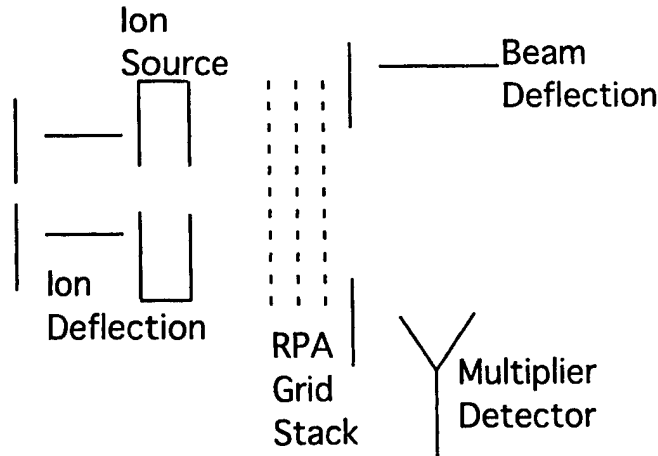 Ion
Source
Beam
Deflection
Ion
Deflection
RPA
Grid
Stack
Multiplier
Detector